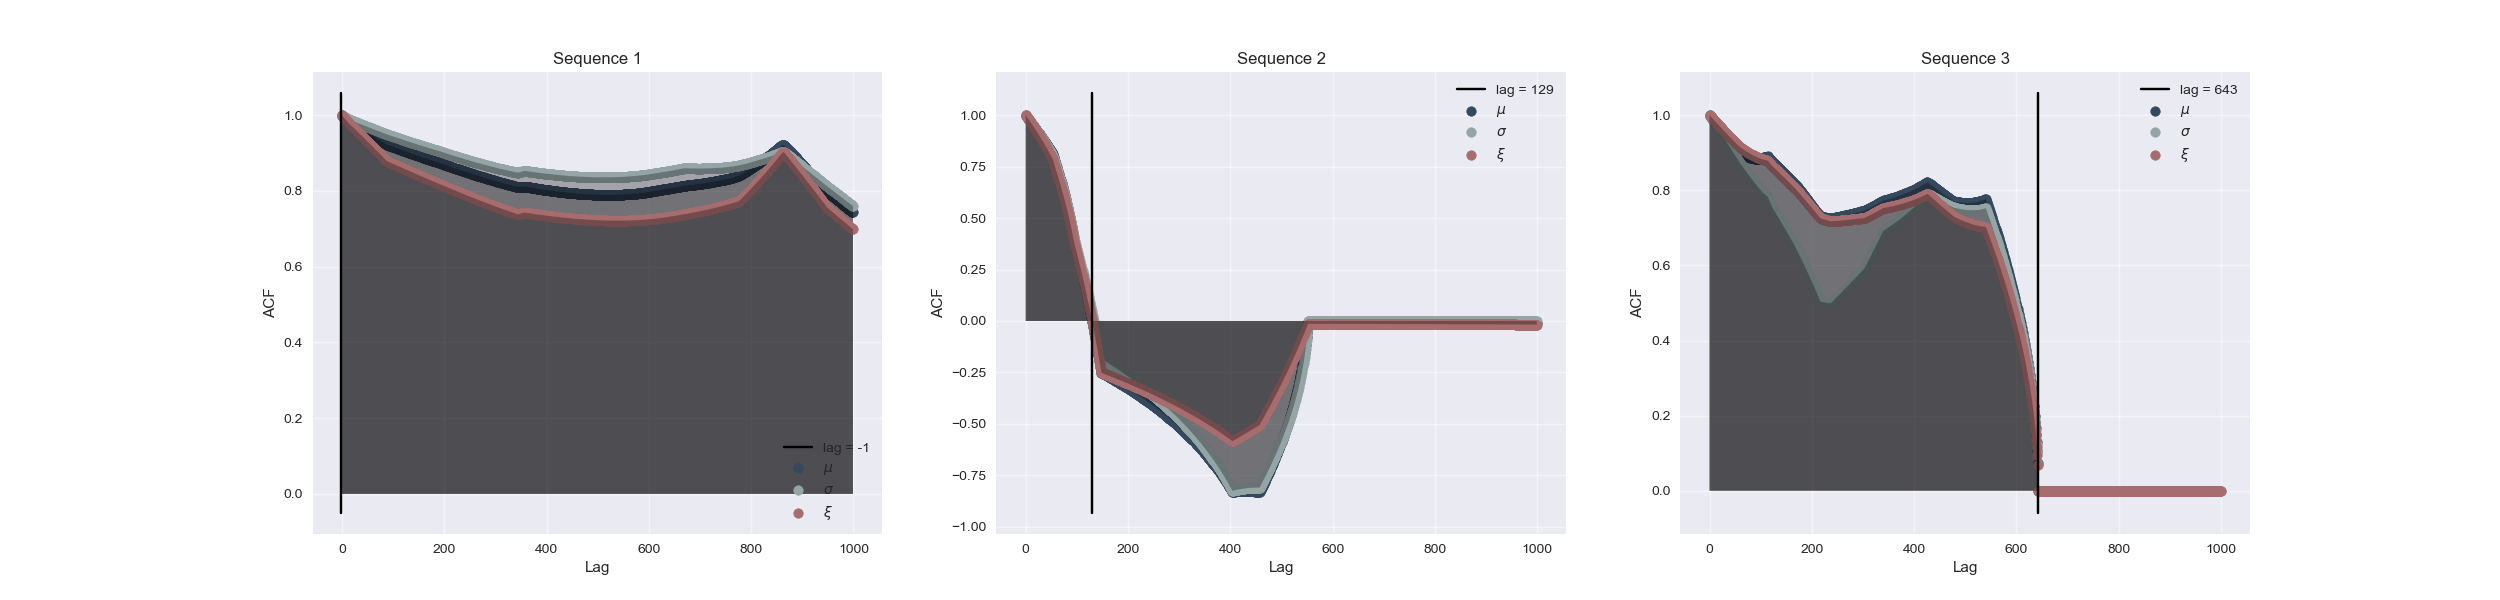 Sequence 1
1.0
0.8
0.6
0.4
0.2
0.0
ACF
lag = -1
μ
σ
ξ
0 200 400 600 800 1000
Lag
Sequence 2
1.00
0.75
0.50
0.25
0.00
−0.25
−0.50
−0.75
−1.00
ACF
lag = 129
μ
σ
ξ
0 200 400 600 800 1000
Lag
Sequence 3
1.0
0.8
0.6
0.4
0.2
0.0
ACF
lag = 643
μ
σ
ξ
0 200 400 600 800 1000
Lag